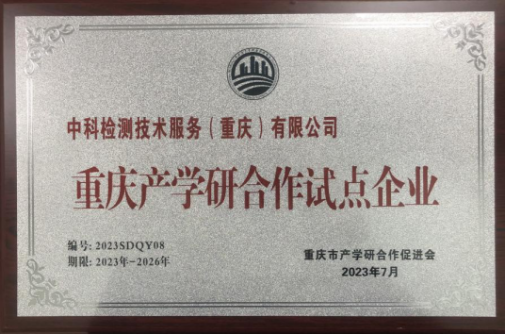 中科检测技术服务（重庆）有限公司
重庆产学研合作试点企业
编号: 2023SDQY08
期限: 2023年-2026年
重庆市产学研合作促进会
2023年7月